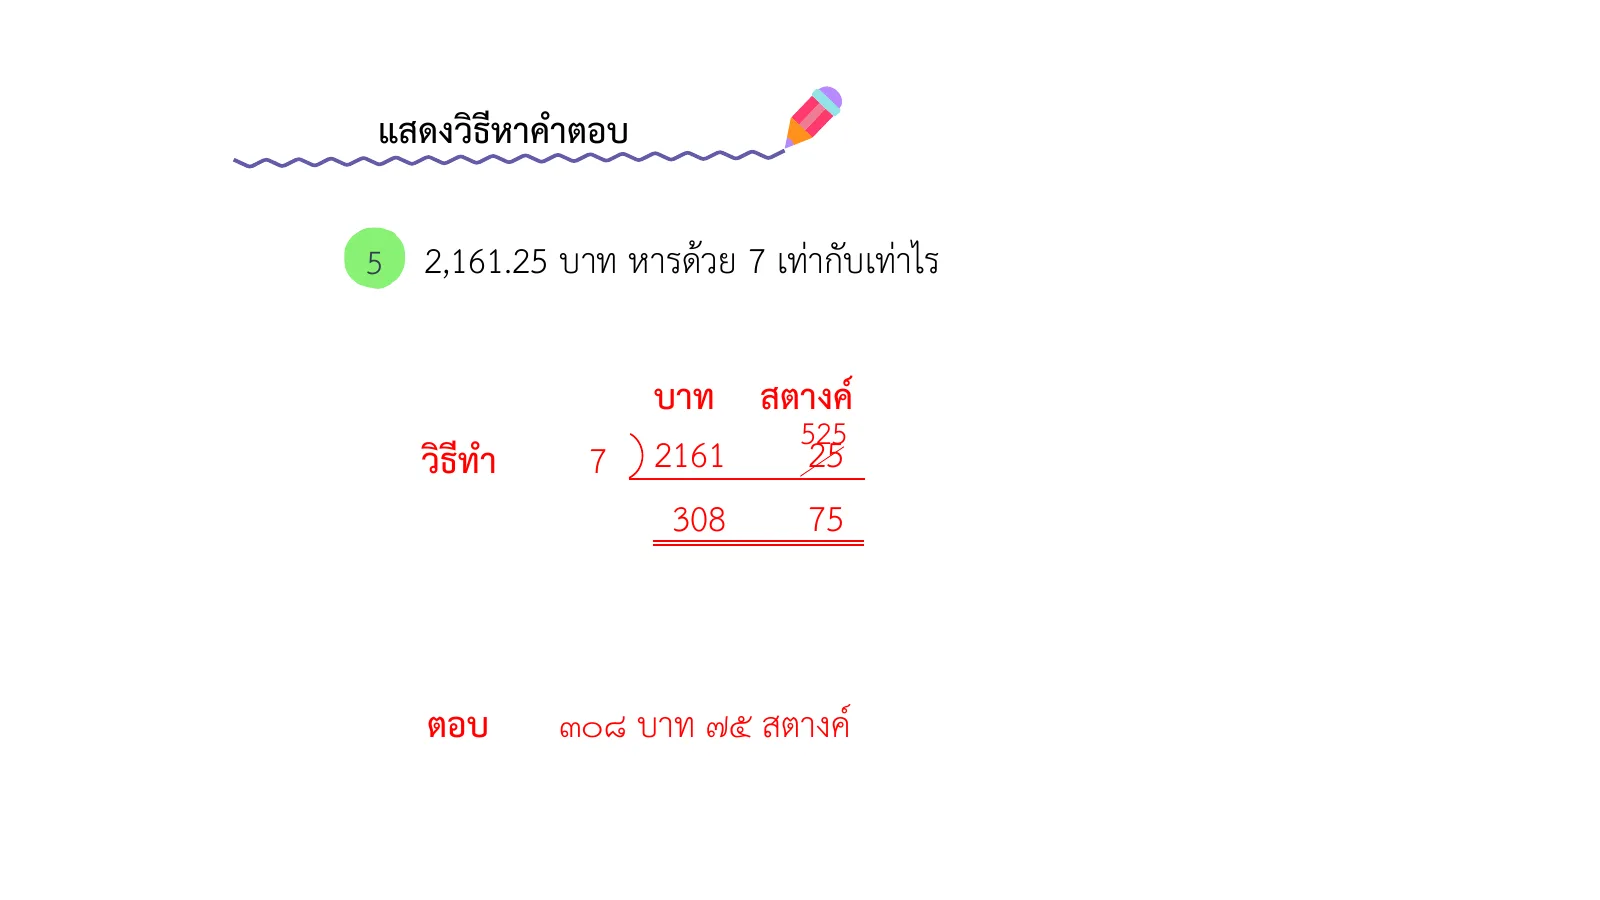 แสดงวิธีหาคำตอบ
5 2,161.25 บาท หารด้วย 7 เท่ากับเท่าไร
บาท สตางค์
525
วิธีทำ 7 ) 2161 25
308 75
ตอบ ๓๐๘ บาท ๗๕ สตางค์